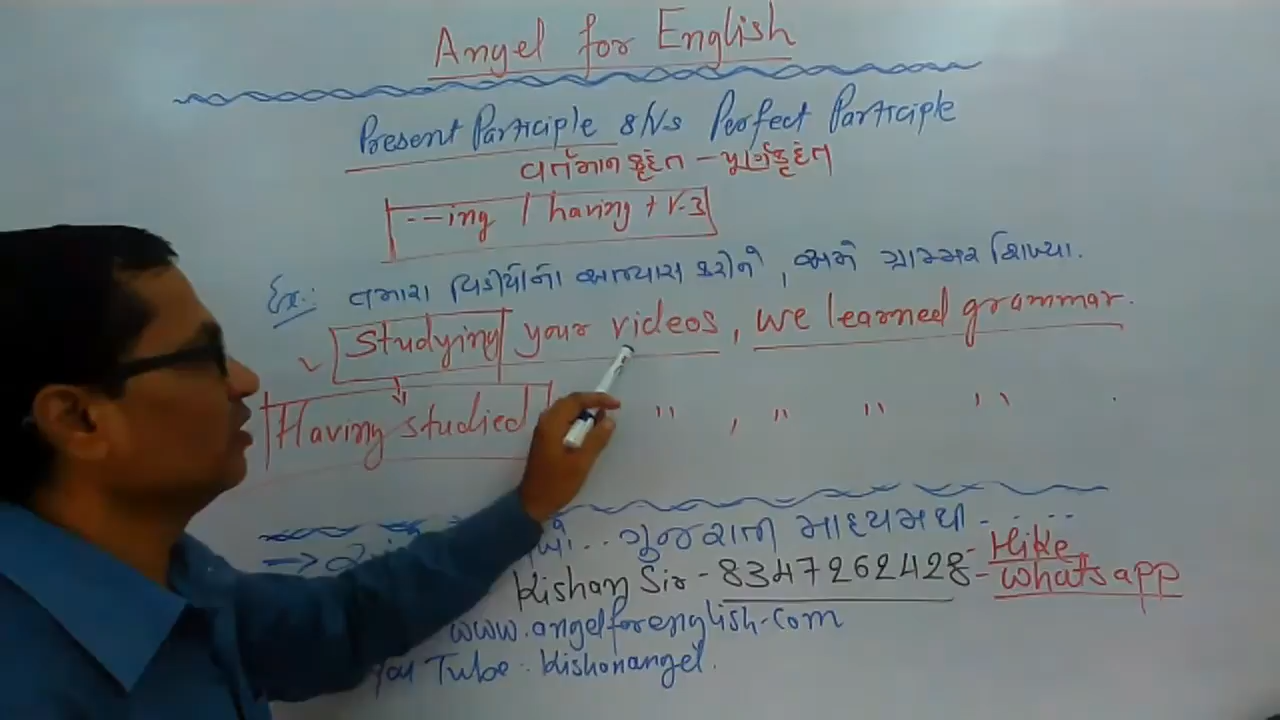 Angel for English
Present Participle V/s Perfect Participle
વર્તમાન કૃદંત - પૂર્ણકૃદંત
---ing / having + V.3
Ex:- તમારા વિડીયોનો અભ્યાસ કરીને, અમે ગ્રામ્મર શિખ્યા.
Studying your videos, we learned grammar.
Having studied " , " " " .
ગુજરાતી માધ્યમથી - . . .
Kishan Sir - 8347262428 - Hike
- Whatsapp
www.angelforenglish.com
You Tube : Kishanangel.